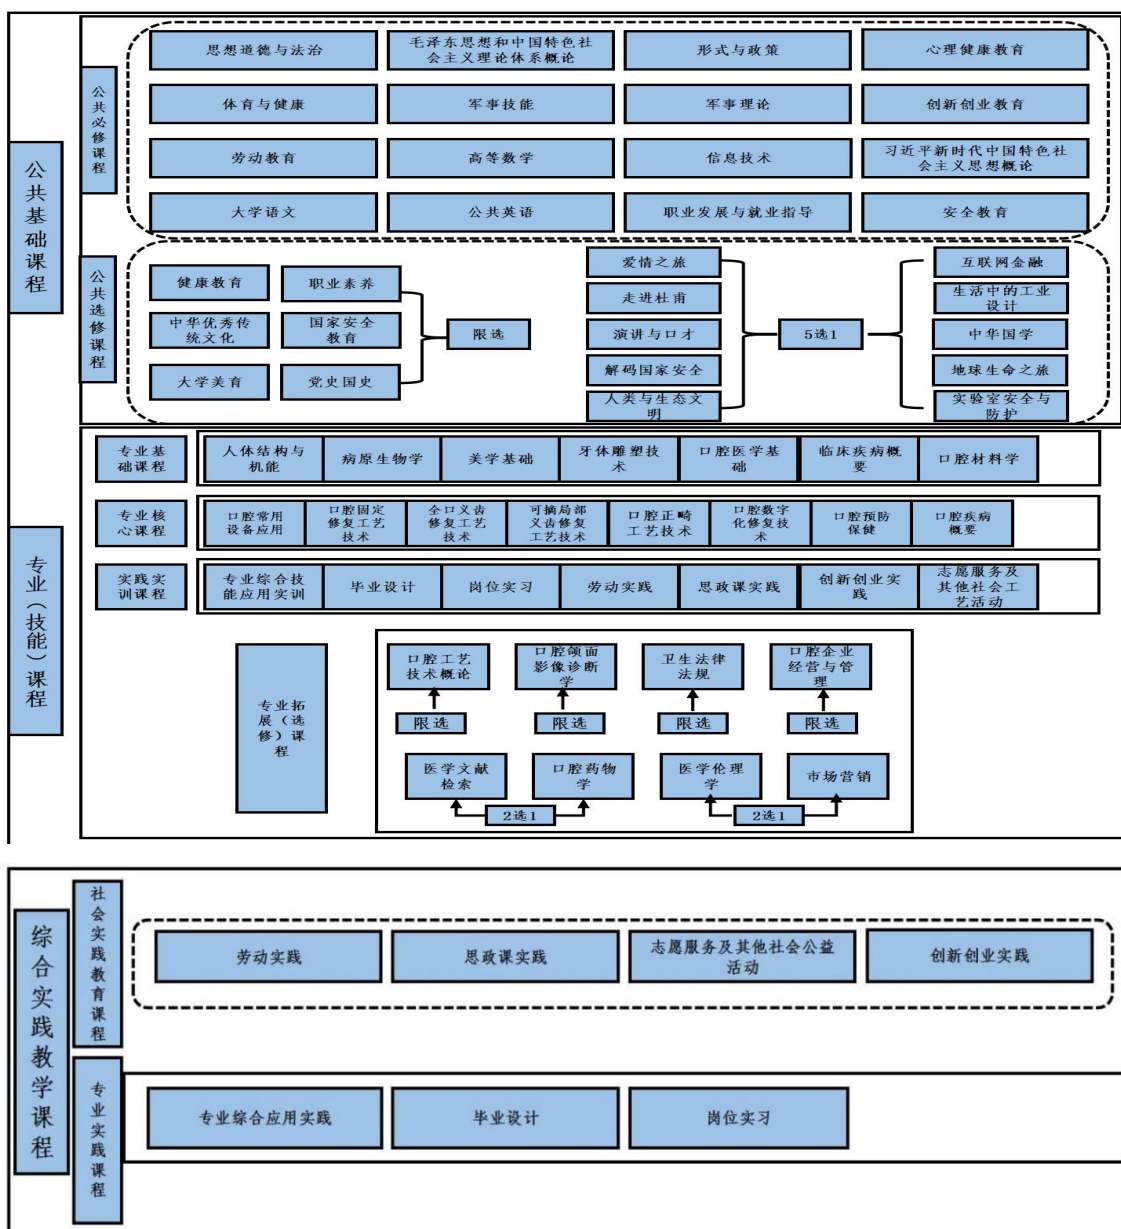 公共基础课程
公共必修课程
思想道德与法治
毛泽东思想和中国特色社
会主义理论体系概论
形式与政策
心理健康教育
体育与健康
军事技能
军事理论
创新创业教育
劳动教育
高等数学
信息技术
习近平新时代中国特色社
会主义思想概论
大学语文
公共英语
职业发展与就业指导
安全教育
公共选修课程
健康教育
职业素养
中华优秀传
统文化
国家安全
教育
大学美育
党史国史
限选
爱情之旅
走进杜甫
演讲与口才
解码国家安全
人类与生态文
明
5选1
互联网金融
生活中的工业
设计
中华国学
地球生命之旅
实验室安全与
防护
专业（技能）课程
专业基
础课程
人体结构与
机能
病原生物学
美学基础
牙体雕塑技
术
口腔医学基
础
临床疾病概
要
口腔材料学
专业核
心课程
口腔常用
设备应用
口腔固定
修复工艺
技术
全口义齿
修复工艺
技术
可摘局部
义齿修复
工艺技术
口腔正畸
工艺技术
口腔数字
化修复技
术
口腔预防
保健
口腔疾病
概要
实践实
训课程
专业综合技
能应用实训
毕业设计
岗位实习
劳动实践
思政课实践
创新创业实
践
志愿服务及
其他社会工
艺活动
专业拓
展（选
修）课
程
口腔工艺
技术概论
口腔颌面
影像诊断
学
卫生法律
法规
口腔企业
经营与管
理
限选
限选
限选
限选
医学文献
检索
口腔药物
学
医学伦理
学
市场营销
2选1
2选1
综合实践教学课程
社会实践教育课程
劳动实践
思政课实践
志愿服务及其他社会公益
活动
创新创业实践
专业实践课程
专业综合应用实践
毕业设计
岗位实习